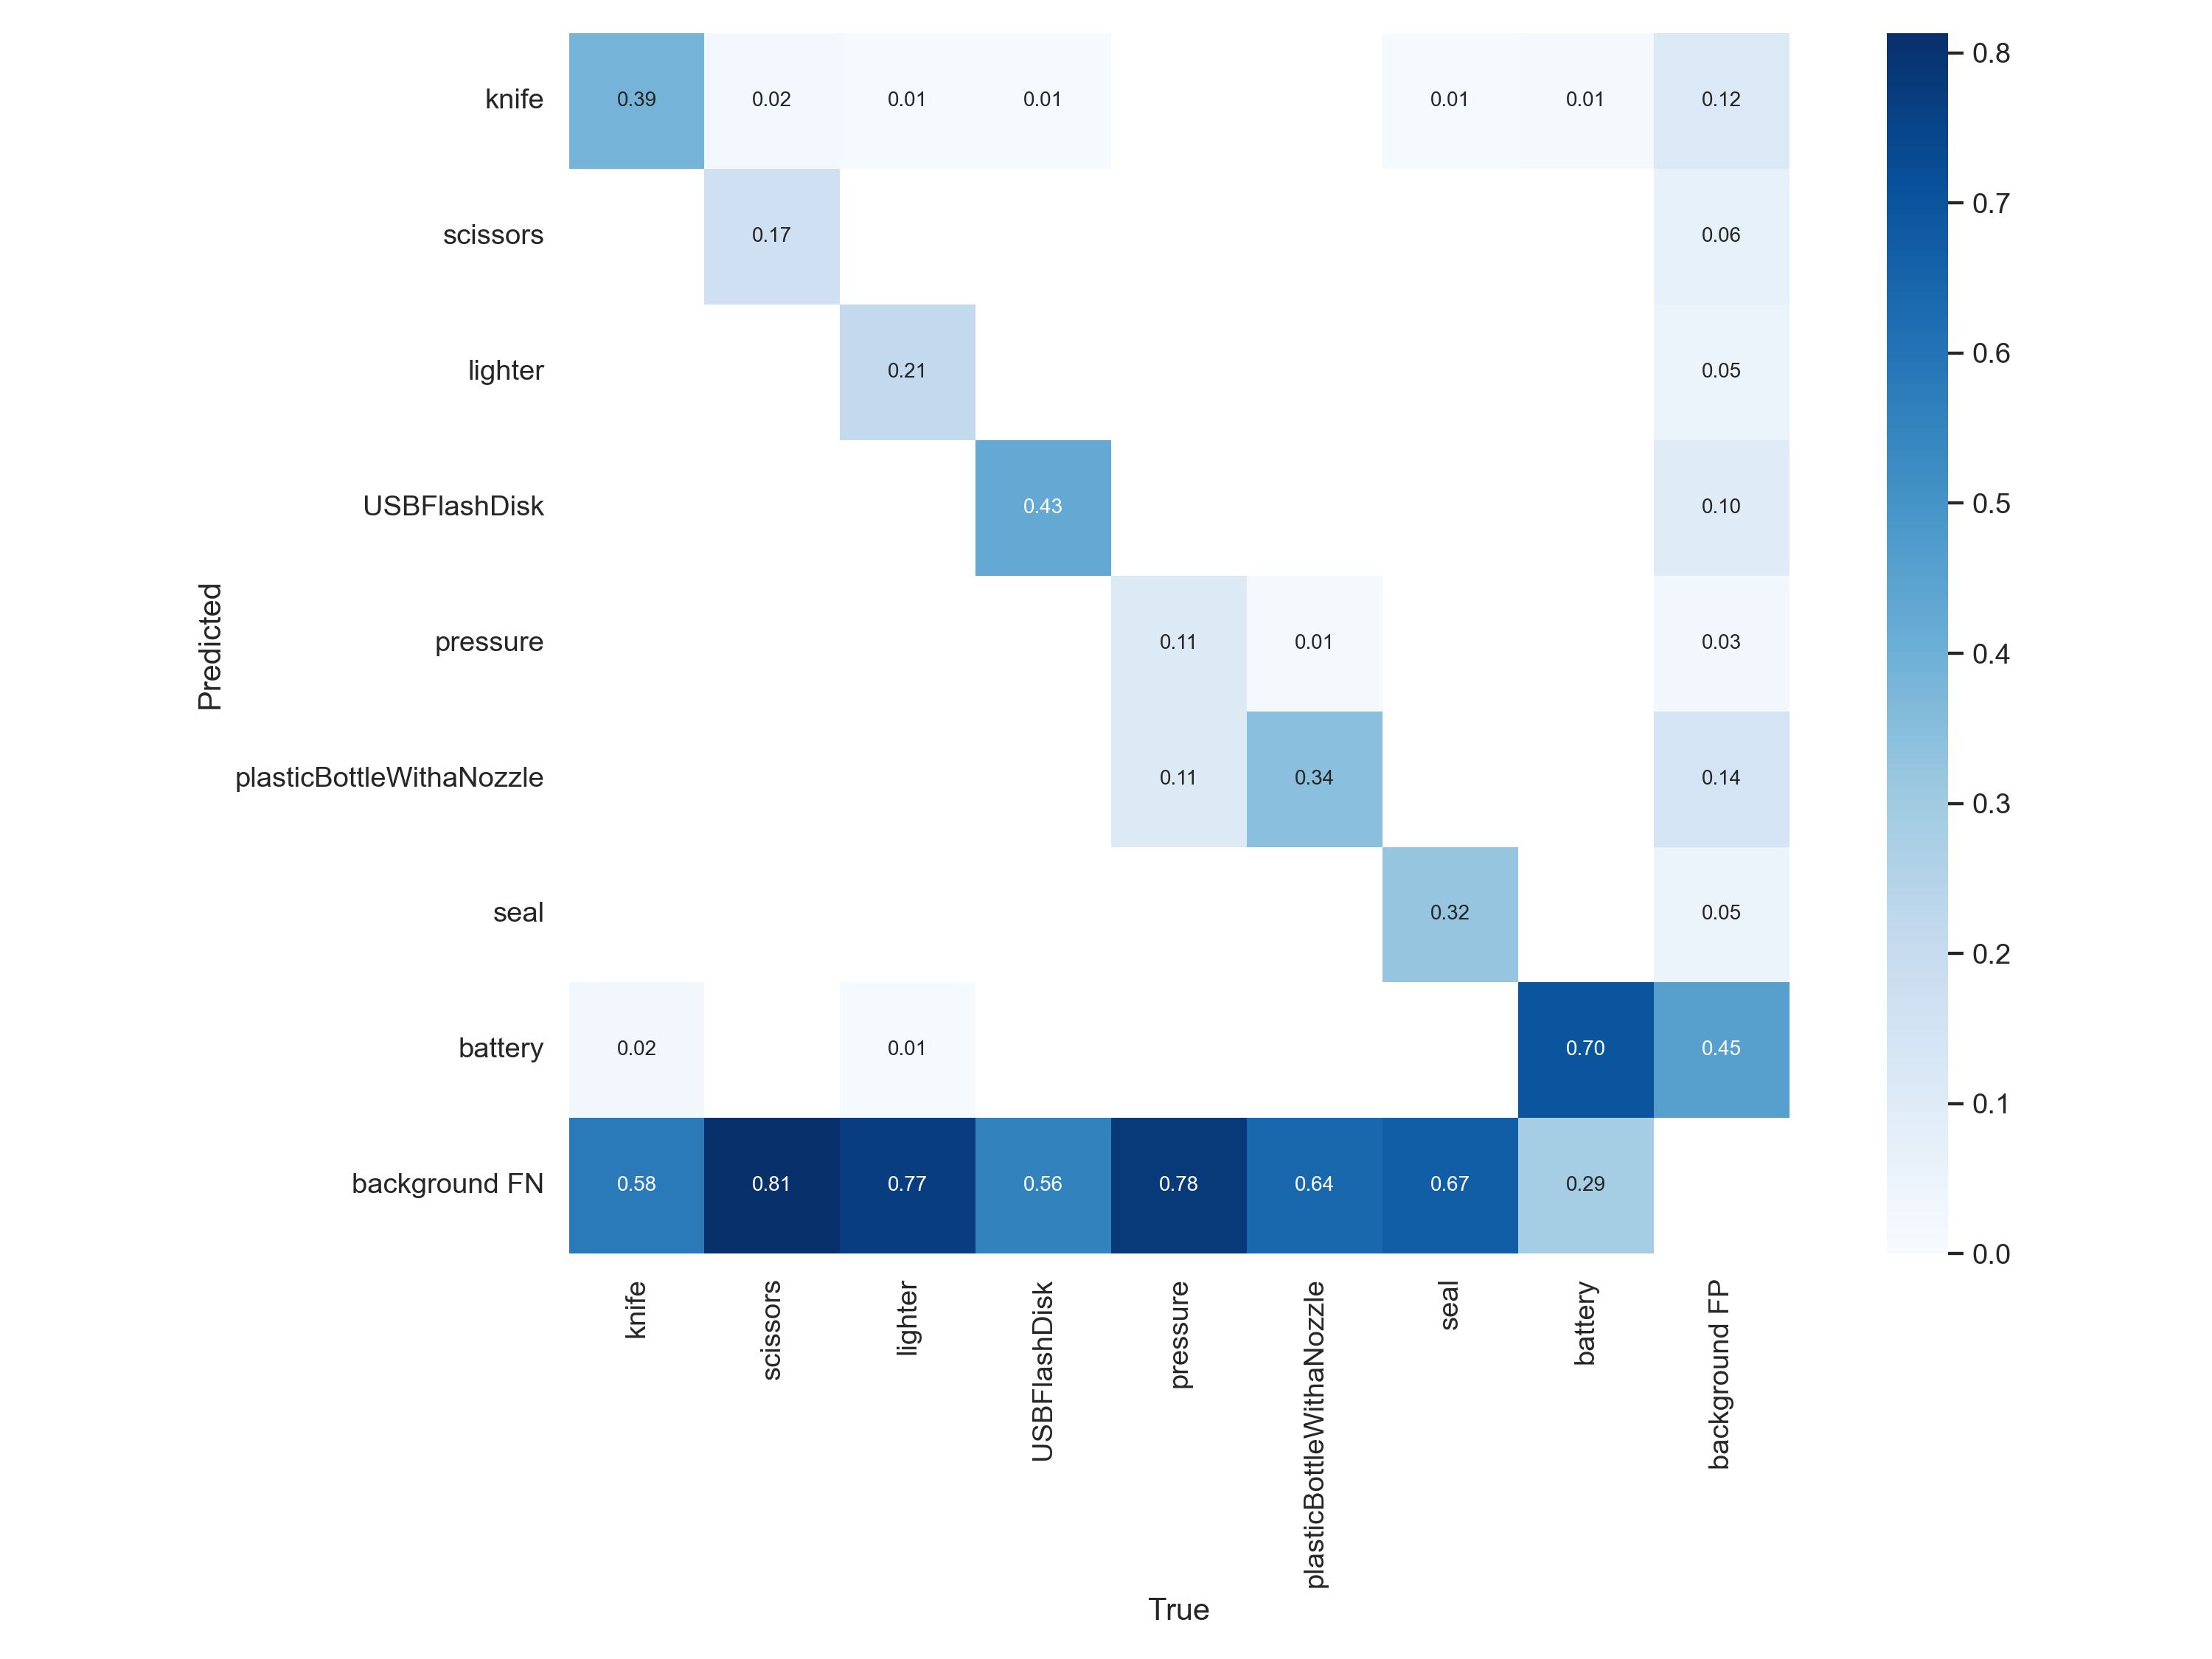 knife 0.39 0.02 0.01 0.01 0.01 0.01 0.12
scissors 0.17 0.06
lighter 0.21 0.05
USBFlashDisk 0.43 0.10
pressure 0.11 0.01 0.03
plasticBottleWithaNozzle 0.11 0.34 0.14
seal 0.32 0.05
battery 0.02 0.01 0.70 0.45
background FN 0.58 0.81 0.77 0.56 0.78 0.64 0.67 0.29
Predicted
knife
scissors
lighter
USBFlashDisk
pressure
plasticBottleWithaNozzle
seal
battery
background FP
True
0.8
0.7
0.6
0.5
0.4
0.3
0.2
0.1
0.0